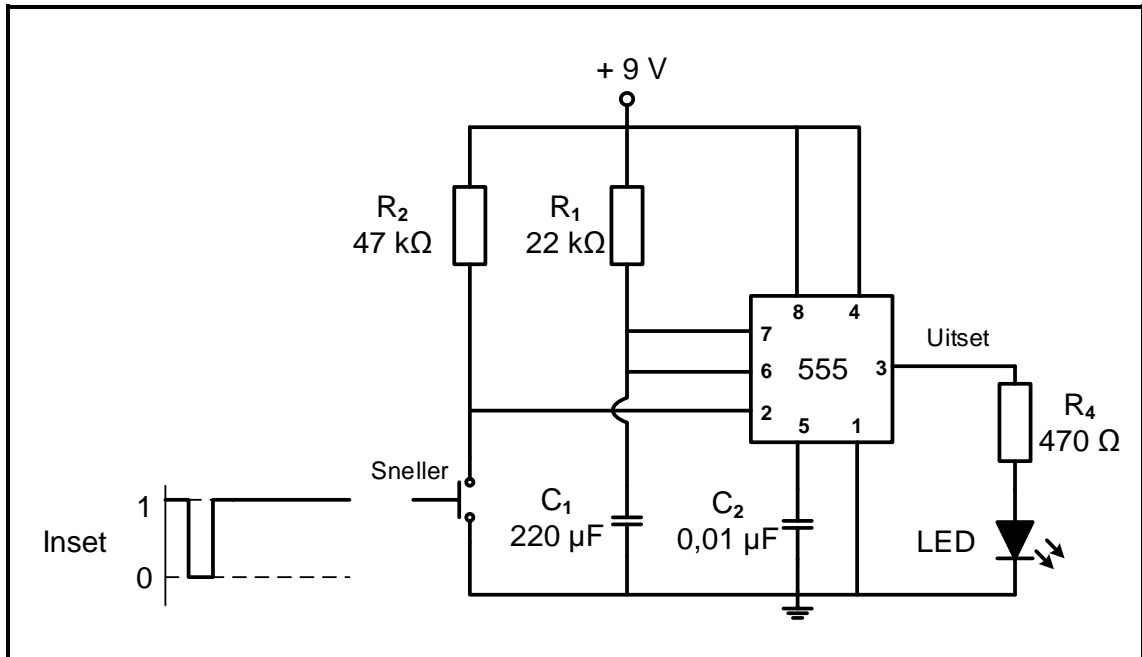 + 9 V
R₂
47 kΩ
R₁
22 kΩ
8 4
7
6
2
555
3
5 1
Uitset
R₄
470 Ω
Sneller
C₁
220 µF
C₂
0,01 µF
LED
Inset
1
0